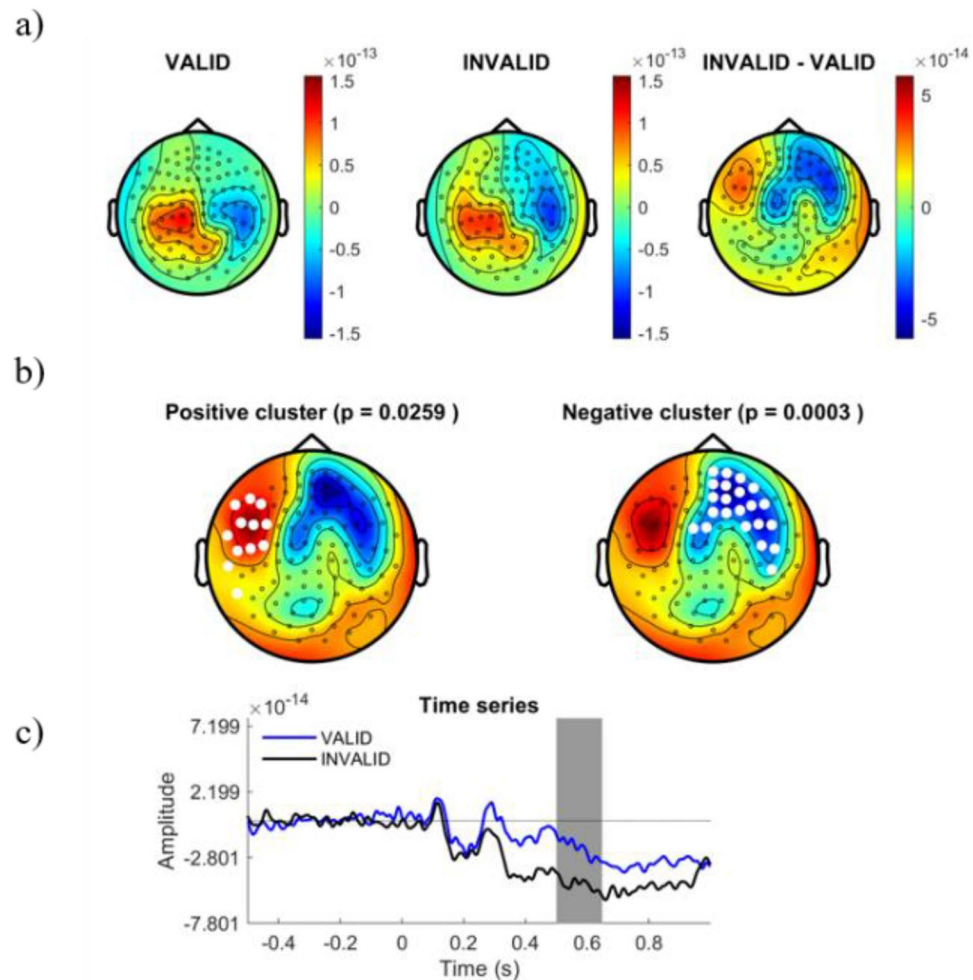 a)
VALID
×10-13
1.5
1
0.5
0
-0.5
-1
-1.5
INVALID
×10-13
1.5
1
0.5
0
-0.5
-1
-1.5
INVALID - VALID
×10-14
5
0
-5
b)
Positive cluster (p = 0.0259 )
Negative cluster (p = 0.0003 )
c)
×10-14
Time series
7.199
2.199
-2.801
-7.801
Amplitude
VALID
INVALID
-0.4 -0.2 0 0.2 0.4 0.6 0.8
Time (s)